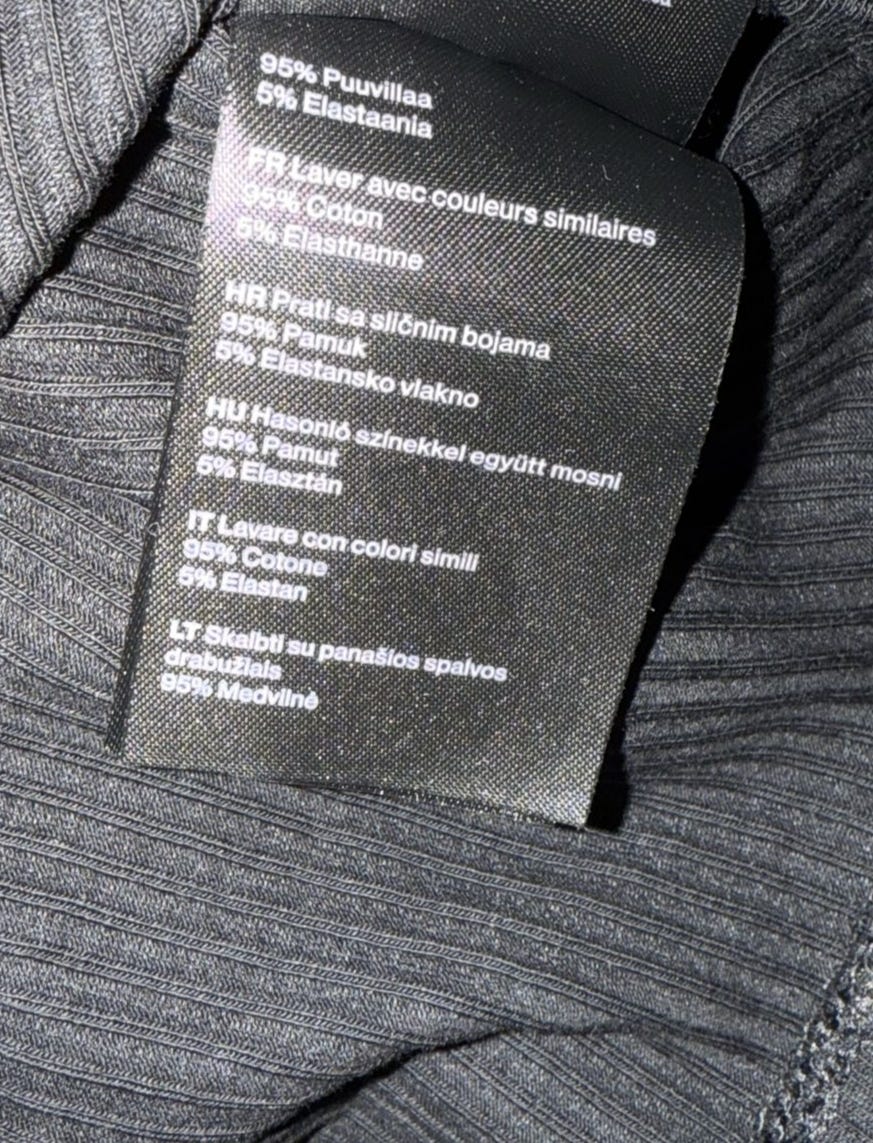 95% Puuvillaa
5% Elastaania
FR Laver avec couleurs similaires
95% Coton
5% Elasthanne
HR Prati sa sličnim bojama
95% Pamuk
5% Elastansko vlakno
HU Hasonló színekkel együtt mosni
95% Pamut
5% Elasztán
IT Lavare con colori simili
95% Cotone
5% Elastan
LT Skalbti su panašios spalvos
drabužiais
95% Medvilnė